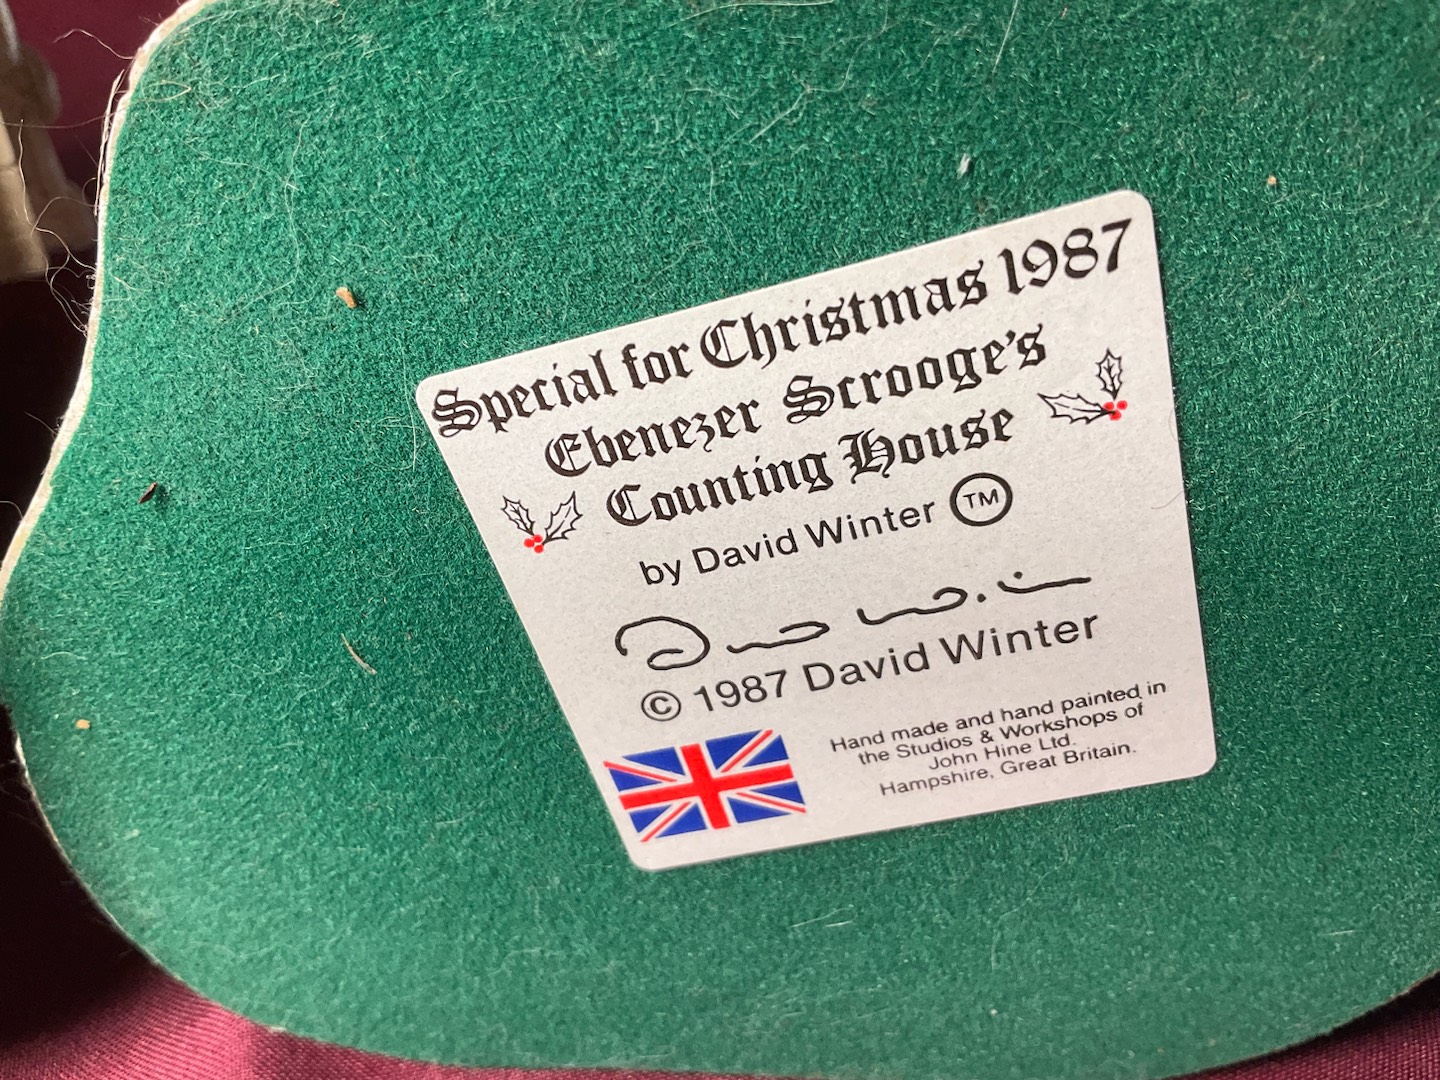 Special for Christmas 1987
Ebenezer Scrooge's
Counting House
by David Winter TM
© 1987 David Winter
Hand made and hand painted in
the Studios & Workshops of
John Hine Ltd.
Hampshire, Great Britain.